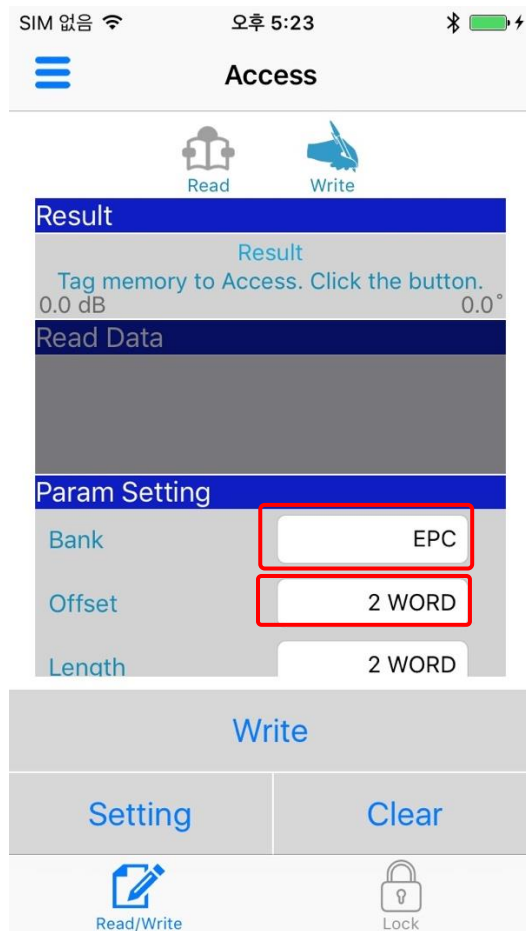 SIM 없음 오후 5:23
Access
Read Write
Result
Result
Tag memory to Access. Click the button.
0.0 dB 0.0°
Read Data
Param Setting
Bank EPC
Offset 2 WORD
Length 2 WORD
Write
Setting Clear
Read/Write Lock